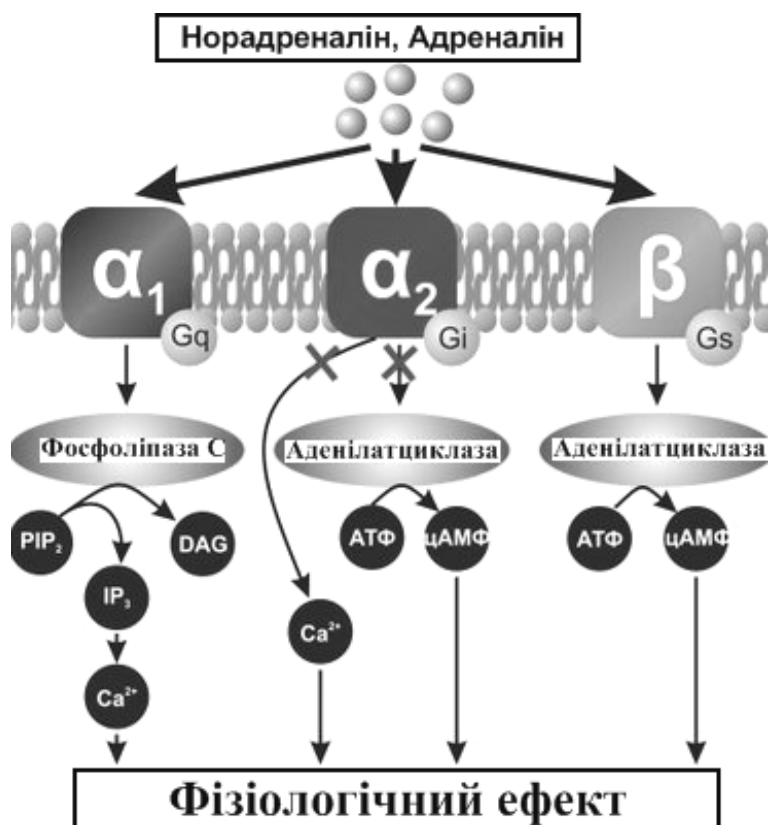 Норадреналін, Адреналін
α₁
α₂
β
Gq
Gi
Gs
Фосфоліпаза C
Аденілатциклаза
Аденілатциклаза
PIP₂
DAG
АТФ
цАМФ
АТФ
цАМФ
IP₃
Ca²⁺
Ca²⁺
Фізіологічний ефект